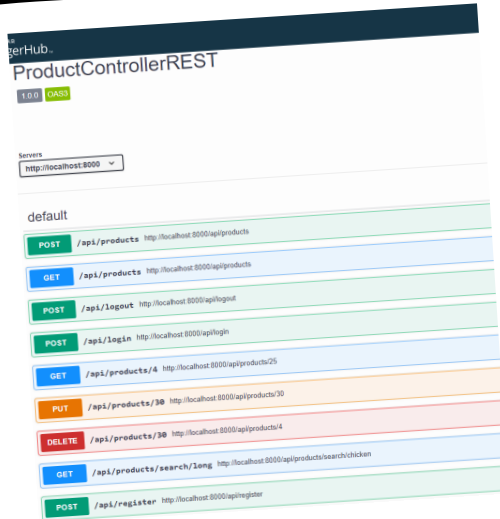 gerHub
ProductControllerREST
1.0.0 OAS3
Servers
http://localhost:8000
default
POST /api/products http://localhost:8000/api/products
GET /api/products http://localhost:8000/api/products
POST /api/logout http://localhost:8000/api/logout
POST /api/login http://localhost:8000/api/login
GET /api/products/4 http://localhost:8000/api/products/25
PUT /api/products/30 http://localhost:8000/api/products/30
DELETE /api/products/30 http://localhost:8000/api/products/4
GET /api/products/search/long http://localhost:8000/api/products/search/chicken
POST /api/register http://localhost:8000/api/register